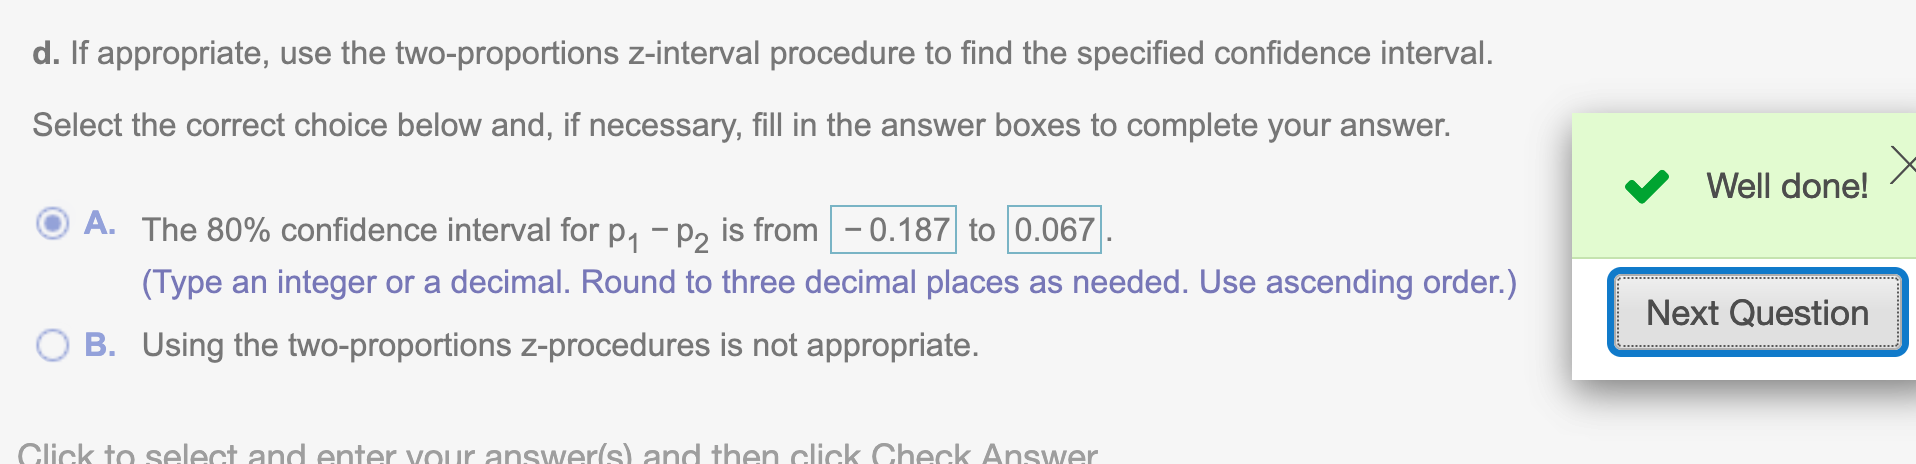 d. If appropriate, use the two-proportions z-interval procedure to find the specified confidence interval.
Select the correct choice below and, if necessary, fill in the answer boxes to complete your answer.
Well done!
A. The 80% confidence interval for p1 − p2 is from − 0.187 to 0.067.
(Type an integer or a decimal. Round to three decimal places as needed. Use ascending order.)
Next Question
B. Using the two-proportions z-procedures is not appropriate.
Click to select and enter your answer(s) and then click Check Answer